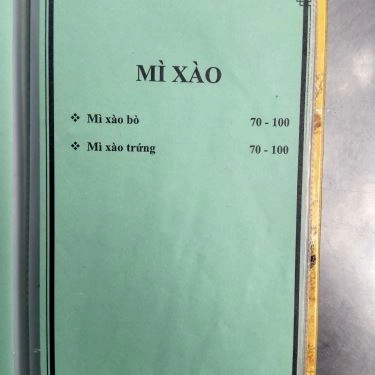 MÌ XÀO
❖ Mì xào bò 70 - 100
❖ Mì xào trứng 70 - 100